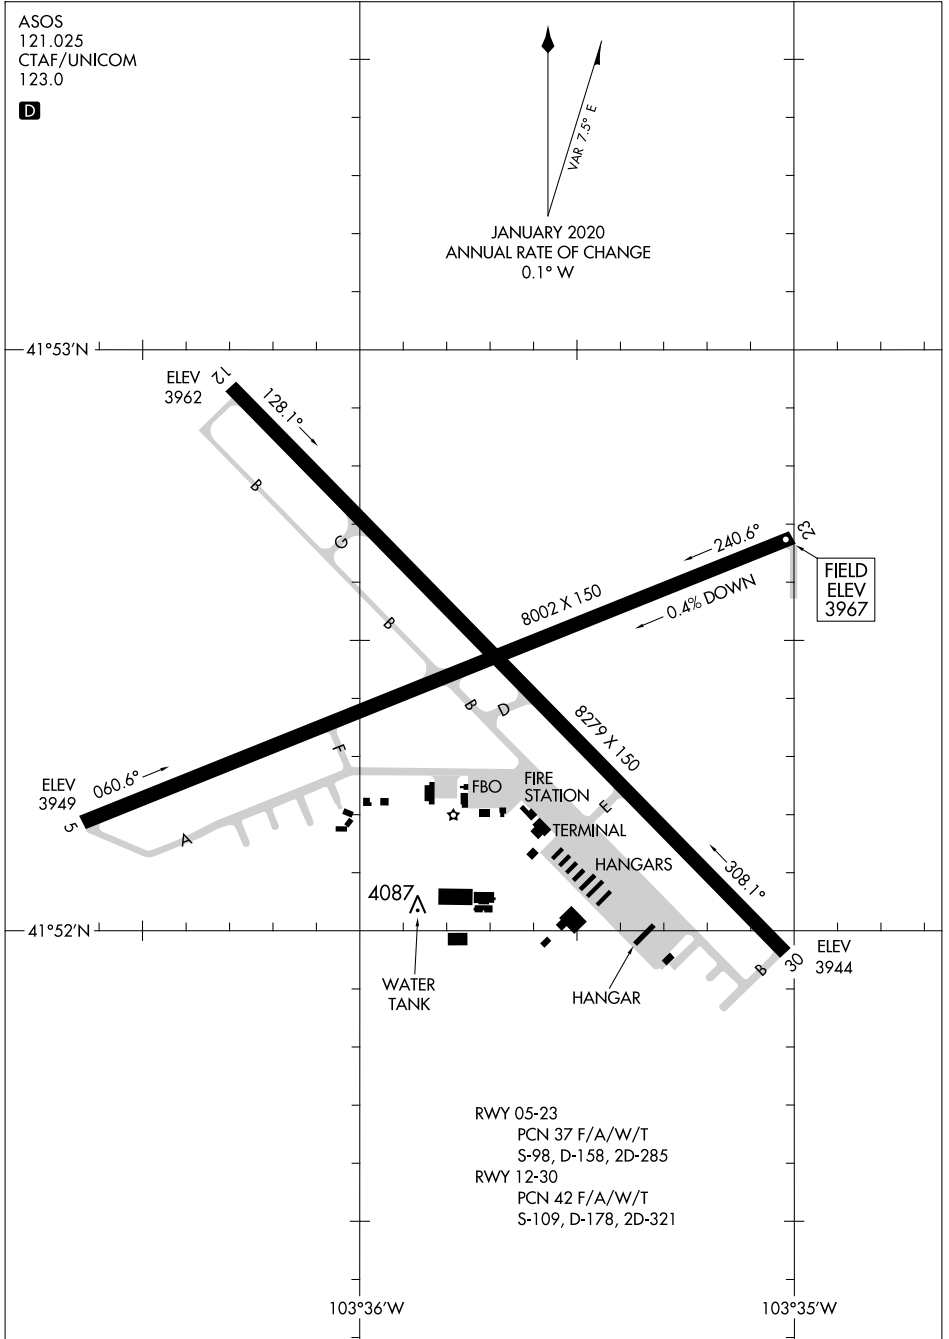 ASOS
121.025
CTAF/UNICOM
123.0
D
VAR 7.5° E
JANUARY 2020
ANNUAL RATE OF CHANGE
0.1° W
41°53'N
ELEV
3962
12
128.1°
B
G
B
23
240.6°
FIELD
ELEV
3967
0.4% DOWN
8002 X 150
B
D
8279 X 150
F
ELEV
3949
5
060.6°
A
FBO
FIRE
STATION
E
TERMINAL
HANGARS
308.1°
4087
41°52'N
ELEV
3944
30
B
WATER
TANK
HANGAR
RWY 05-23
PCN 37 F/A/W/T
S-98, D-158, 2D-285
RWY 12-30
PCN 42 F/A/W/T
S-109, D-178, 2D-321
103°36'W
103°35'W